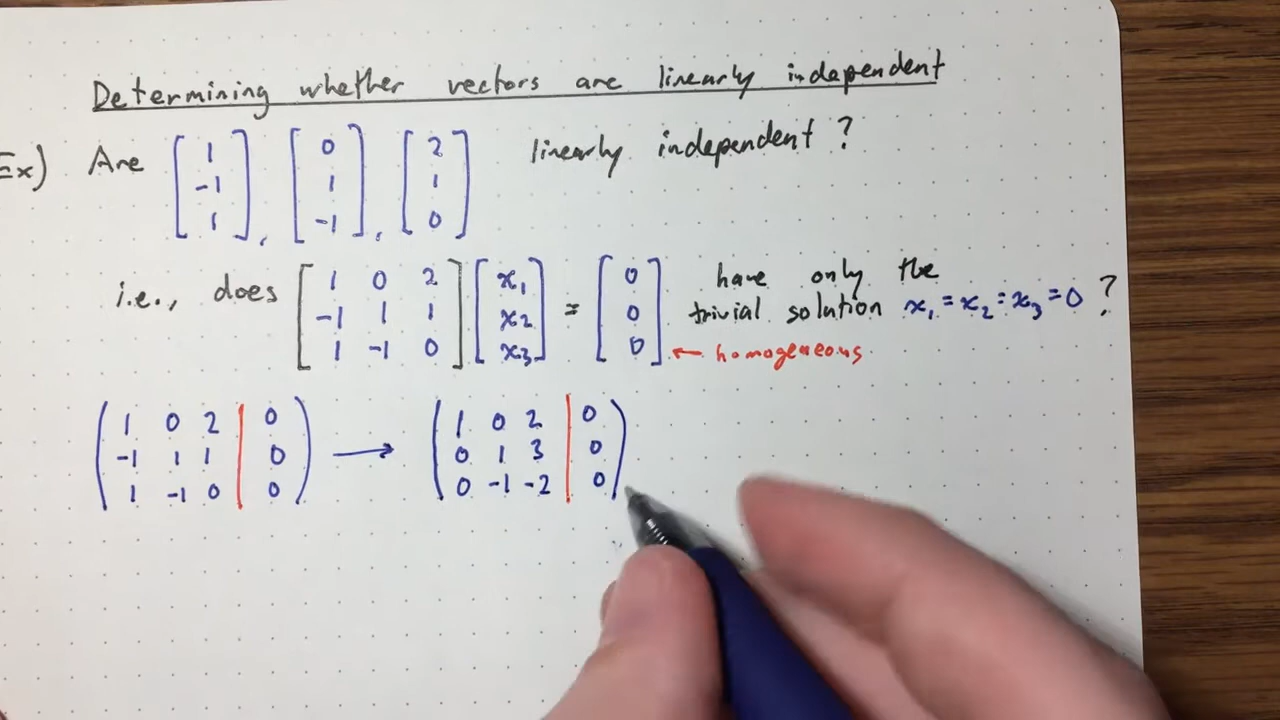 Determining whether vectors are linearly independent
Ex) Are [1 -1 1], [0 1 -1], [2 1 0] linearly independent?
i.e., does [1 0 2 -1 1 1 1 -1 0] [x₁ x₂ x₃] = [0 0 0] have only the
trivial solution x₁ = x₂ = x₃ = 0 ?
← homogeneous
( 1 0 2 | 0 ) → ( 1 0 2 | 0 )
-1 1 1 | 0 0 1 3 | 0
1 -1 0 | 0 0 -1 -2 | 0